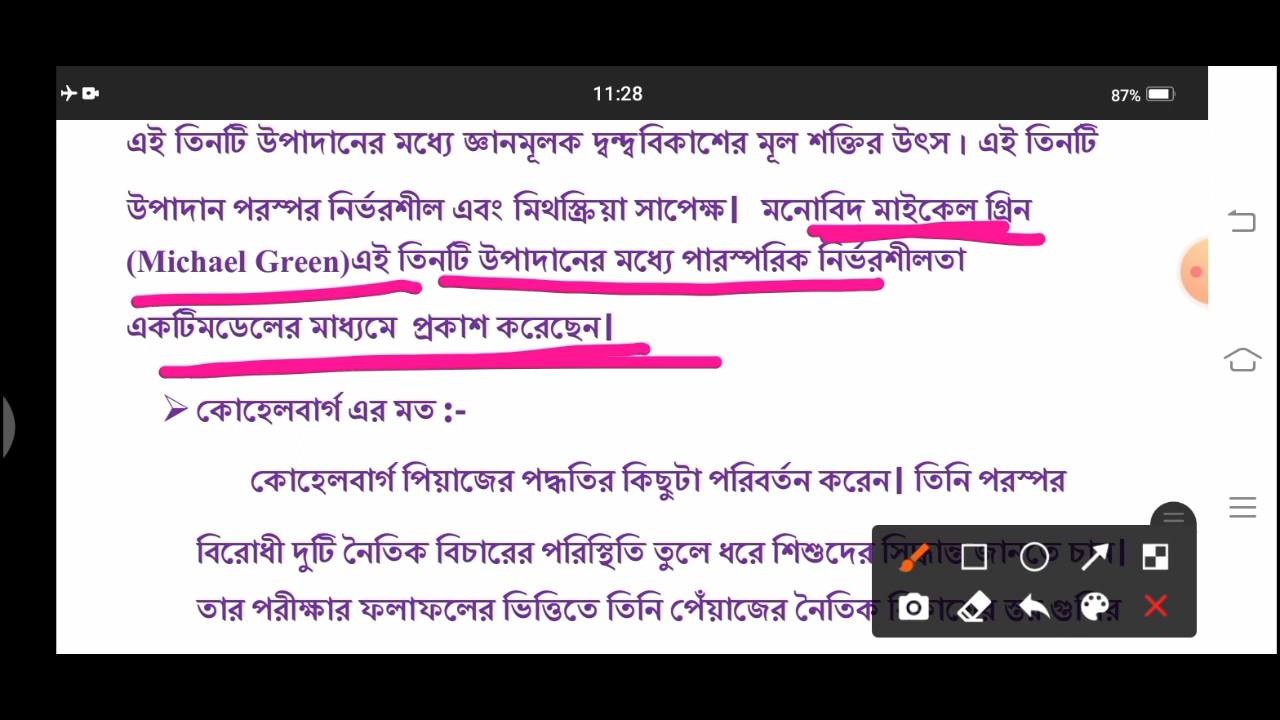 11:28
87%
এই তিনটি উপাদানের মধ্যে জ্ঞানমূলক দ্বন্দ্ববিকাশের মূল শক্তির উৎস। এই তিনটি
উপাদান পরস্পর নির্ভরশীল এবং মিথস্ক্রিয়া সাপেক্ষ| মনোবিদ মাইকেল গ্রিন
(Michael Green)এই তিনটি উপাদানের মধ্যে পারস্পরিক নির্ভরশীলতা
একটিমডেলের মাধ্যমে প্রকাশ করেছেন|
➤ কোহেলবার্গ এর মত :-
কোহেলবার্গ পিয়াজের পদ্ধতির কিছুটা পরিবর্তন করেন| তিনি পরস্পর
বিরোধী দুটি নৈতিক বিচারের পরিস্থিতি তুলে ধরে শিশুদের সিদ্ধান্ত জানতে চান|
তার পরীক্ষার ফলাফলের ভিত্তিতে তিনি পেঁয়াজের নৈতিক